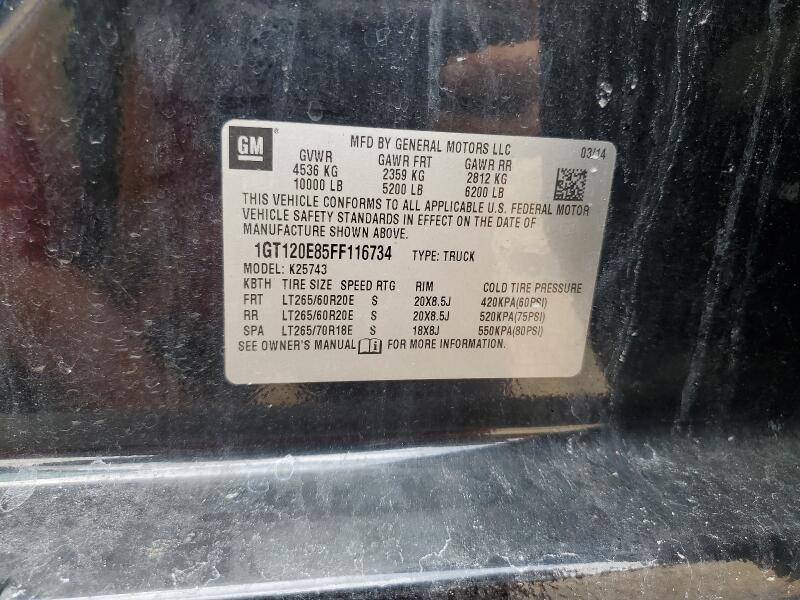 GM ®
MFD BY GENERAL MOTORS LLC 03/14
GVWR GAWR FRT GAWR RR
4536 KG 2359 KG 2812 KG
10000 LB 5200 LB 6200 LB
THIS VEHICLE CONFORMS TO ALL APPLICABLE U.S. FEDERAL MOTOR
VEHICLE SAFETY STANDARDS IN EFFECT ON THE DATE OF
MANUFACTURE SHOWN ABOVE.
1GT120E85FF116734 TYPE: TRUCK
MODEL: K25743
KBTH TIRE SIZE SPEED RTG RIM COLD TIRE PRESSURE
FRT LT265/60R20E S 20X8.5J 420KPA(60PSI)
RR LT265/60R20E S 20X8.5J 520KPA(75PSI)
SPA LT265/70R18E S 18X8J 550KPA(80PSI)
SEE OWNER'S MANUAL FOR MORE INFORMATION.